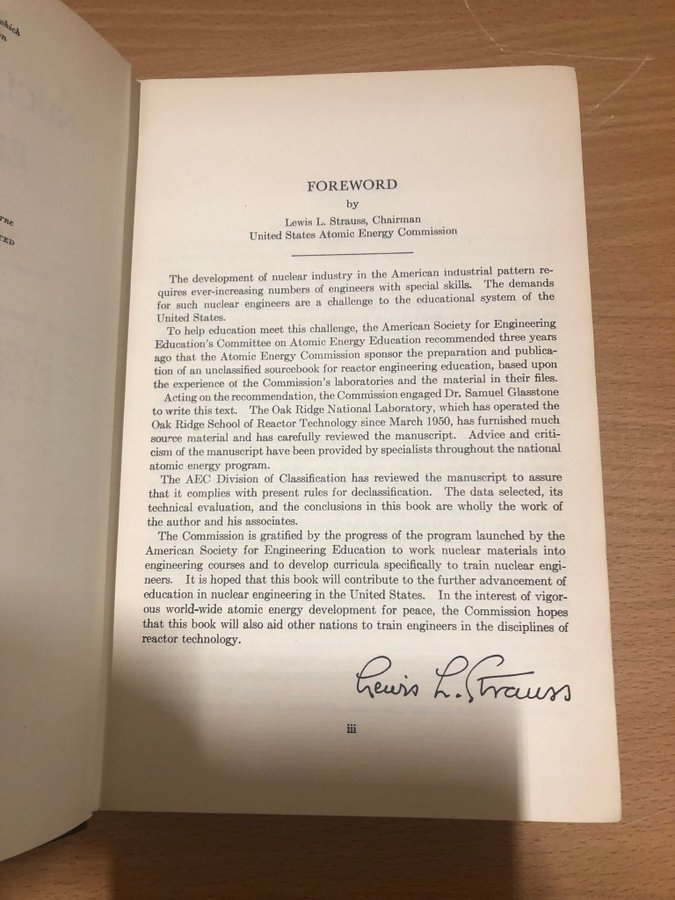 which
on
rne
TED
FOREWORD
by
Lewis L. Strauss, Chairman
United States Atomic Energy Commission
The development of nuclear industry in the American industrial pattern re-
quires ever-increasing numbers of engineers with special skills. The demands
for such nuclear engineers are a challenge to the educational system of the
United States.
To help education meet this challenge, the American Society for Engineering
Education's Committee on Atomic Energy Education recommended three years
ago that the Atomic Energy Commission sponsor the preparation and publica-
tion of an unclassified sourcebook for reactor engineering education, based upon
the experience of the Commission's laboratories and the material in their files.
Acting on the recommendation, the Commission engaged Dr. Samuel Glasstone
to write this text. The Oak Ridge National Laboratory, which has operated the
Oak Ridge School of Reactor Technology since March 1950, has furnished much
source material and has carefully reviewed the manuscript. Advice and criti-
cism of the manuscript have been provided by specialists throughout the national
atomic energy program.
The AEC Division of Classification has reviewed the manuscript to assure
that it complies with present rules for declassification. The data selected, its
technical evaluation, and the conclusions in this book are wholly the work of
the author and his associates.
The Commission is gratified by the progress of the program launched by the
American Society for Engineering Education to work nuclear materials into
engineering courses and to develop curricula specifically to train nuclear engi-
neers. It is hoped that this book will contribute to the further advancement of
education in nuclear engineering in the United States. In the interest of vigor-
ous world-wide atomic energy development for peace, the Commission hopes
that this book will also aid other nations to train engineers in the disciplines of
reactor technology.
Lewis L. Strauss
iii